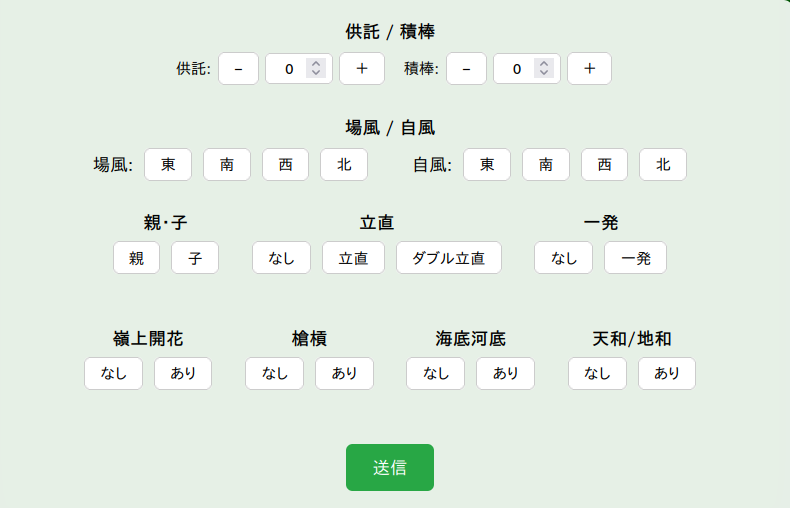 供託 / 積棒
供託: － 0 ＋ 積棒: － 0 ＋
場風 / 自風
場風: 東 南 西 北 自風: 東 南 西 北
親・子 立直 一発
親 子 なし 立直 ダブル立直 なし 一発
嶺上開花 槍槓 海底河底 天和/地和
なし あり なし あり なし あり なし あり
送信